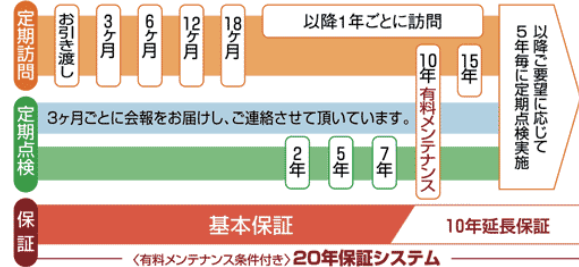 定期訪問
お引き渡し
3ヶ月
6ヶ月
12ヶ月
18ヶ月
以降1年ごとに訪問
10年 有料メンテナンス
15年
以降ご要望に応じて
5年毎に定期点検実施
定期点検
3ヶ月ごとに会報をお届けし、ご連絡させて頂いています。
2年
5年
7年
保証
基本保証
10年延長保証
〈有料メンテナンス条件付き〉20年保証システム